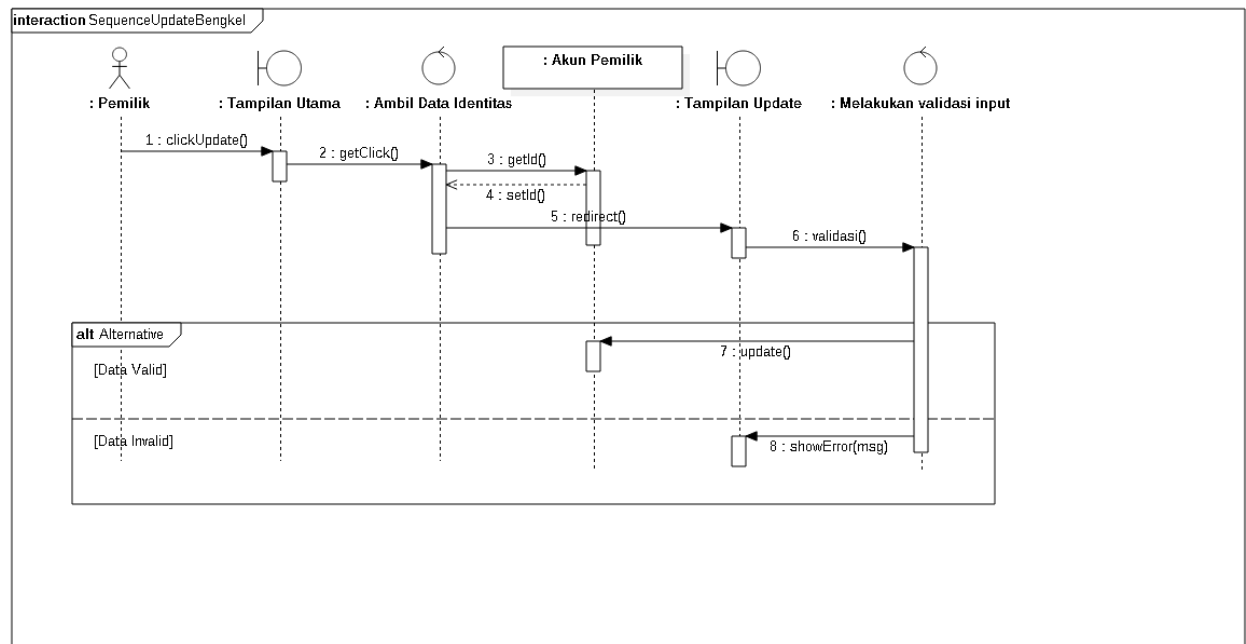 interaction SequenceUpdateBengkel
: Pemilik
: Tampilan Utama
: Ambil Data Identitas
: Akun Pemilik
: Tampilan Update
: Melakukan validasi input
1 : clickUpdate()
2 : getClick()
3 : getId()
4 : setId()
5 : redirect()
6 : validasi()
alt Alternative
7 : update()
[Data Valid]
[Data Invalid]
8 : showError(msg)